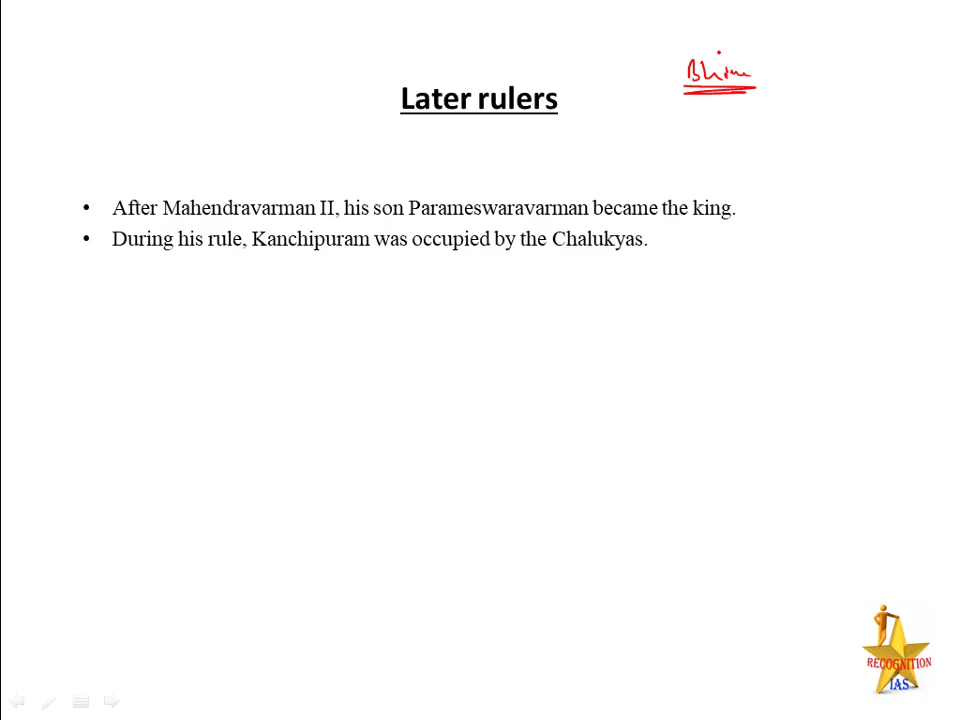 Bhima
Later rulers
• After Mahendravarman II, his son Parameswaravarman became the king.
• During his rule, Kanchipuram was occupied by the Chalukyas.
RECOGNITION
IAS